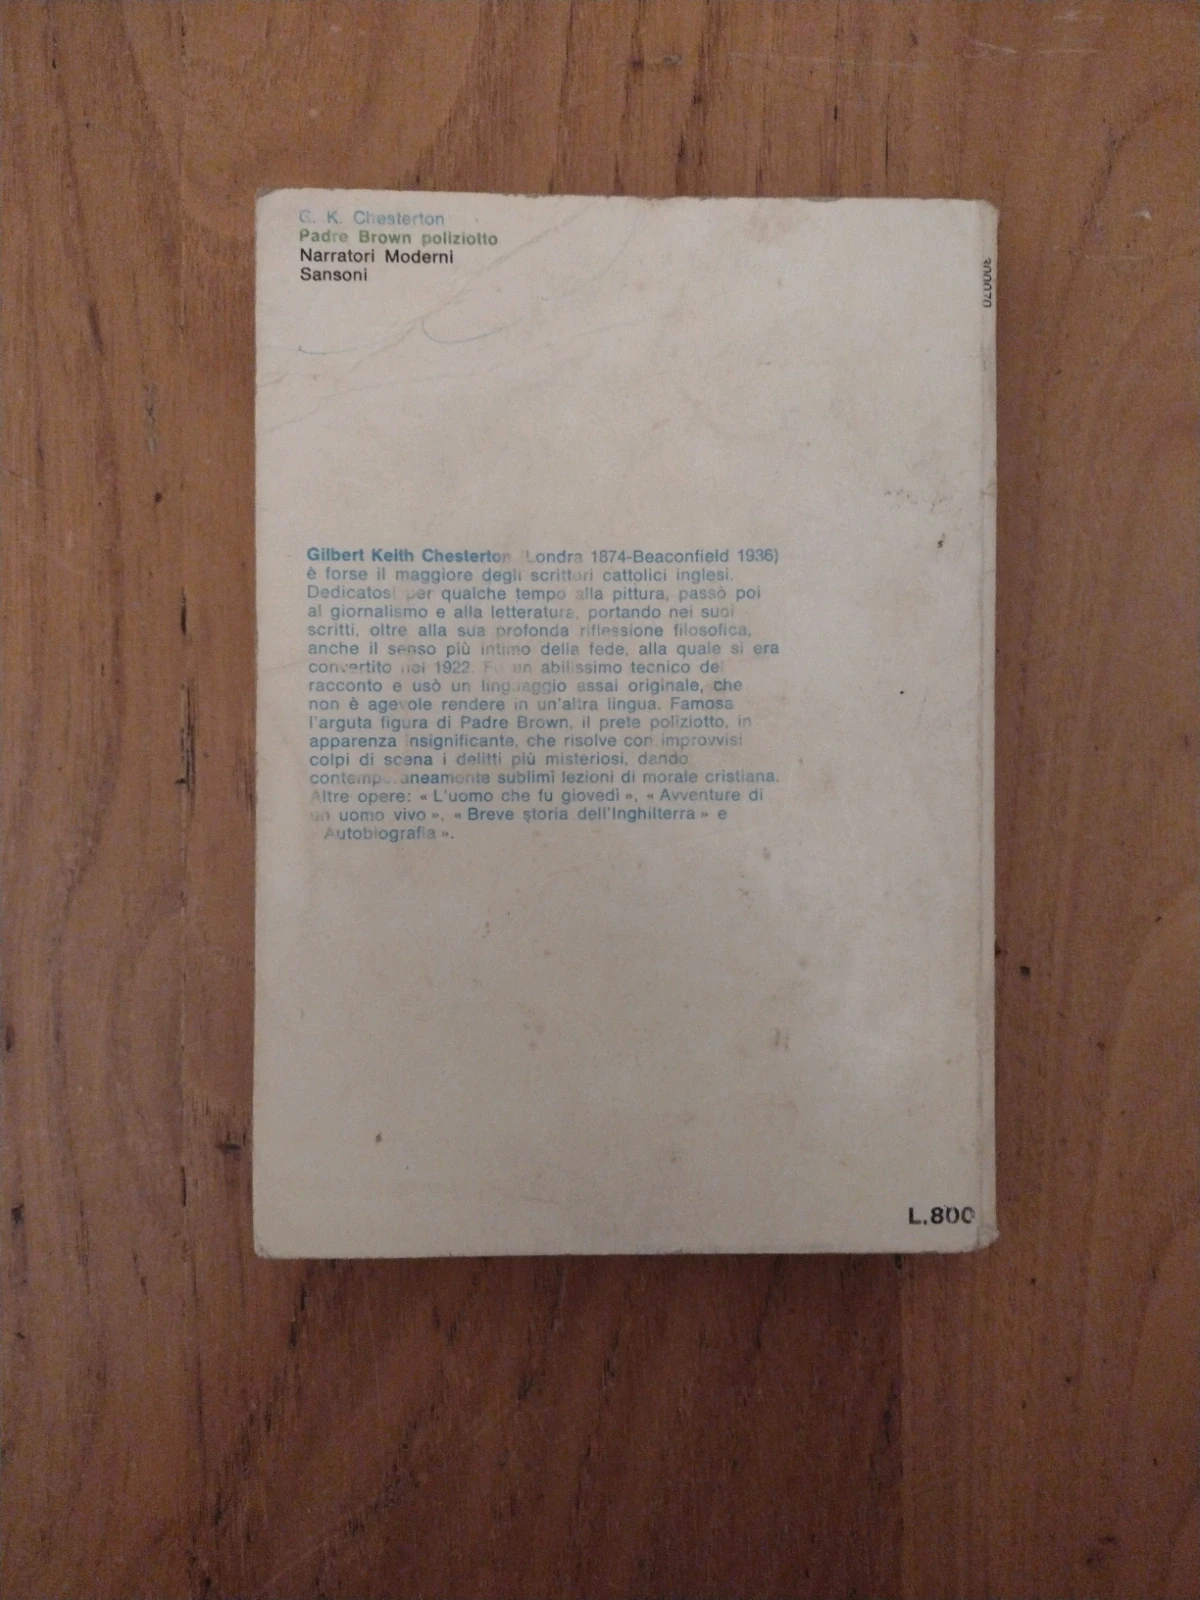 G. K. Chesterton
Padre Brown poliziotto
Narratori Moderni
Sansoni
300070
Gilbert Keith Chesterton (Londra 1874-Beaconfield 1936)
è forse il maggiore degli scrittori cattolici inglesi.
Dedicatosi per qualche tempo alla pittura, passò poi
al giornalismo e alla letteratura, portando nei suoi
scritti, oltre alla sua profonda riflessione filosofica,
anche il senso più intimo della fede, alla quale si era
convertito nel 1922. Fu un abilissimo tecnico del
racconto e usò un linguaggio assai originale, che
non è agevole rendere in un'altra lingua. Famosa
l'arguta figura di Padre Brown, il prete poliziotto, in
apparenza insignificante, che risolve con improvvisi
colpi di scena i delitti più misteriosi, dando
contemporaneamente sublimi lezioni di morale cristiana.
Altre opere: « L'uomo che fu giovedì », « Avventure di
un uomo vivo », « Breve storia dell'Inghilterra » e
Autobiografia ».
L.800